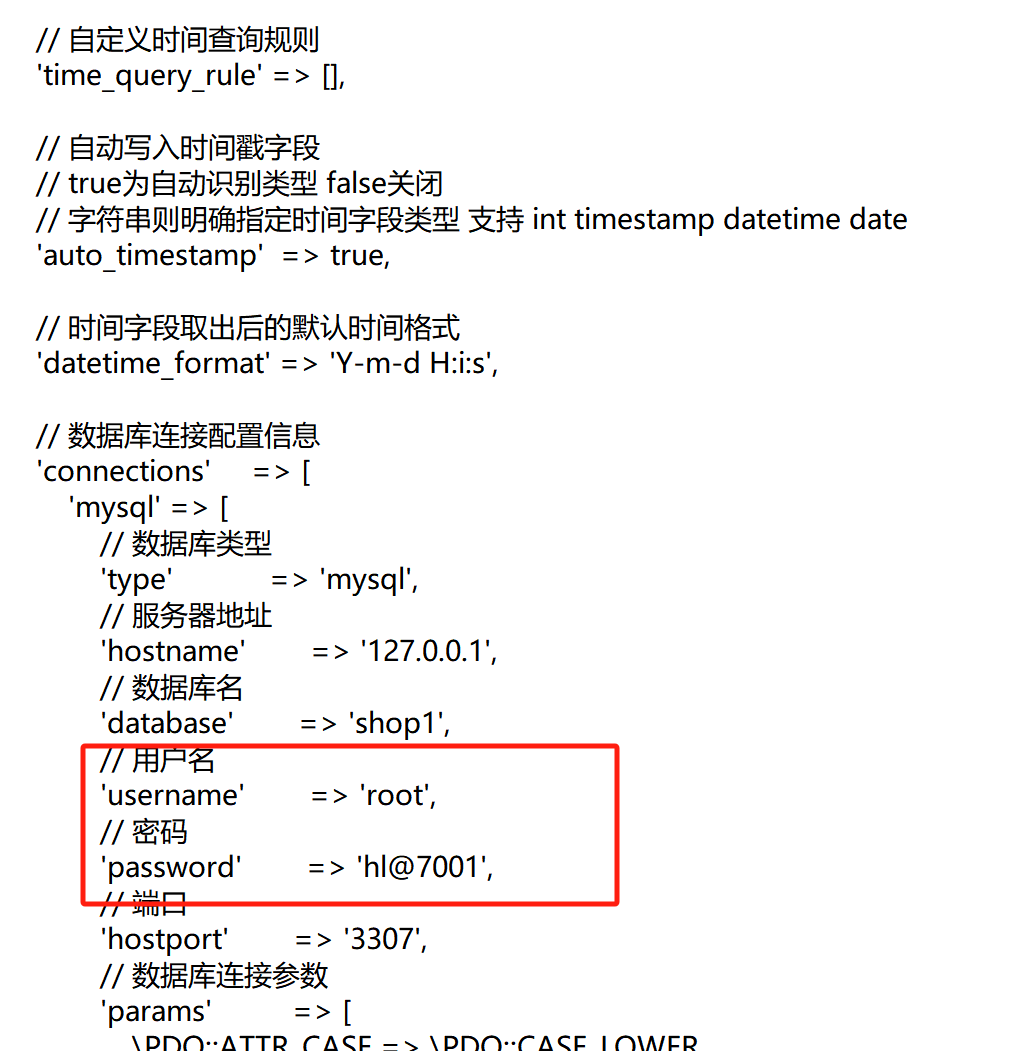 // 自定义时间查询规则
'time_query_rule' => [],
// 自动写入时间戳字段
// true为自动识别类型 false关闭
// 字符串则明确指定时间字段类型 支持 int timestamp datetime date
'auto_timestamp'  => true,
// 时间字段取出后的默认时间格式
'datetime_format' => 'Y-m-d H:i:s',
// 数据库连接配置信息
'connections'     => [
'mysql' => [
// 数据库类型
'type'            => 'mysql',
// 服务器地址
'hostname'        => '127.0.0.1',
// 数据库名
'database'        => 'shop1',
// 用户名
'username'        => 'root',
// 密码
'password'        => 'hl@7001',
// 端口
'hostport'        => '3307',
// 数据库连接参数
'params'          => [
\PDO::ATTR_CASE => \PDO::CASE_LOWER